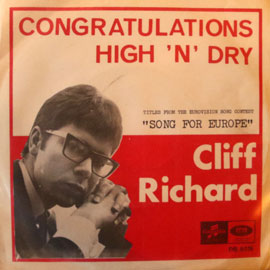 CONGRATULATIONS
HIGH 'N' DRY
TITLES FROM THE EUROVISION SONG CONTEST
"SONG FOR EUROPE"
Cliff
Richard